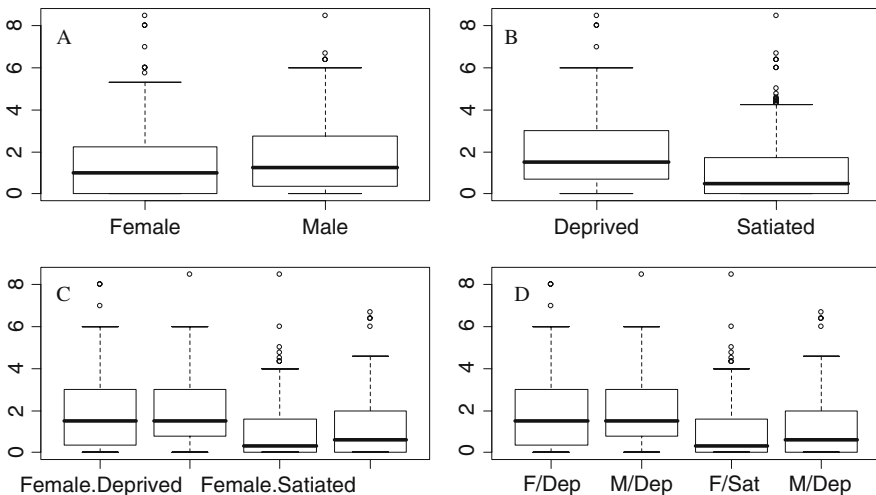 A
0 2 4 6 8
Female Male
B
0 2 4 6 8
Deprived Satiated
C
0 2 4 6 8
Female.Deprived Female.Satiated
D
0 2 4 6 8
F/Dep M/Dep F/Sat M/Dep